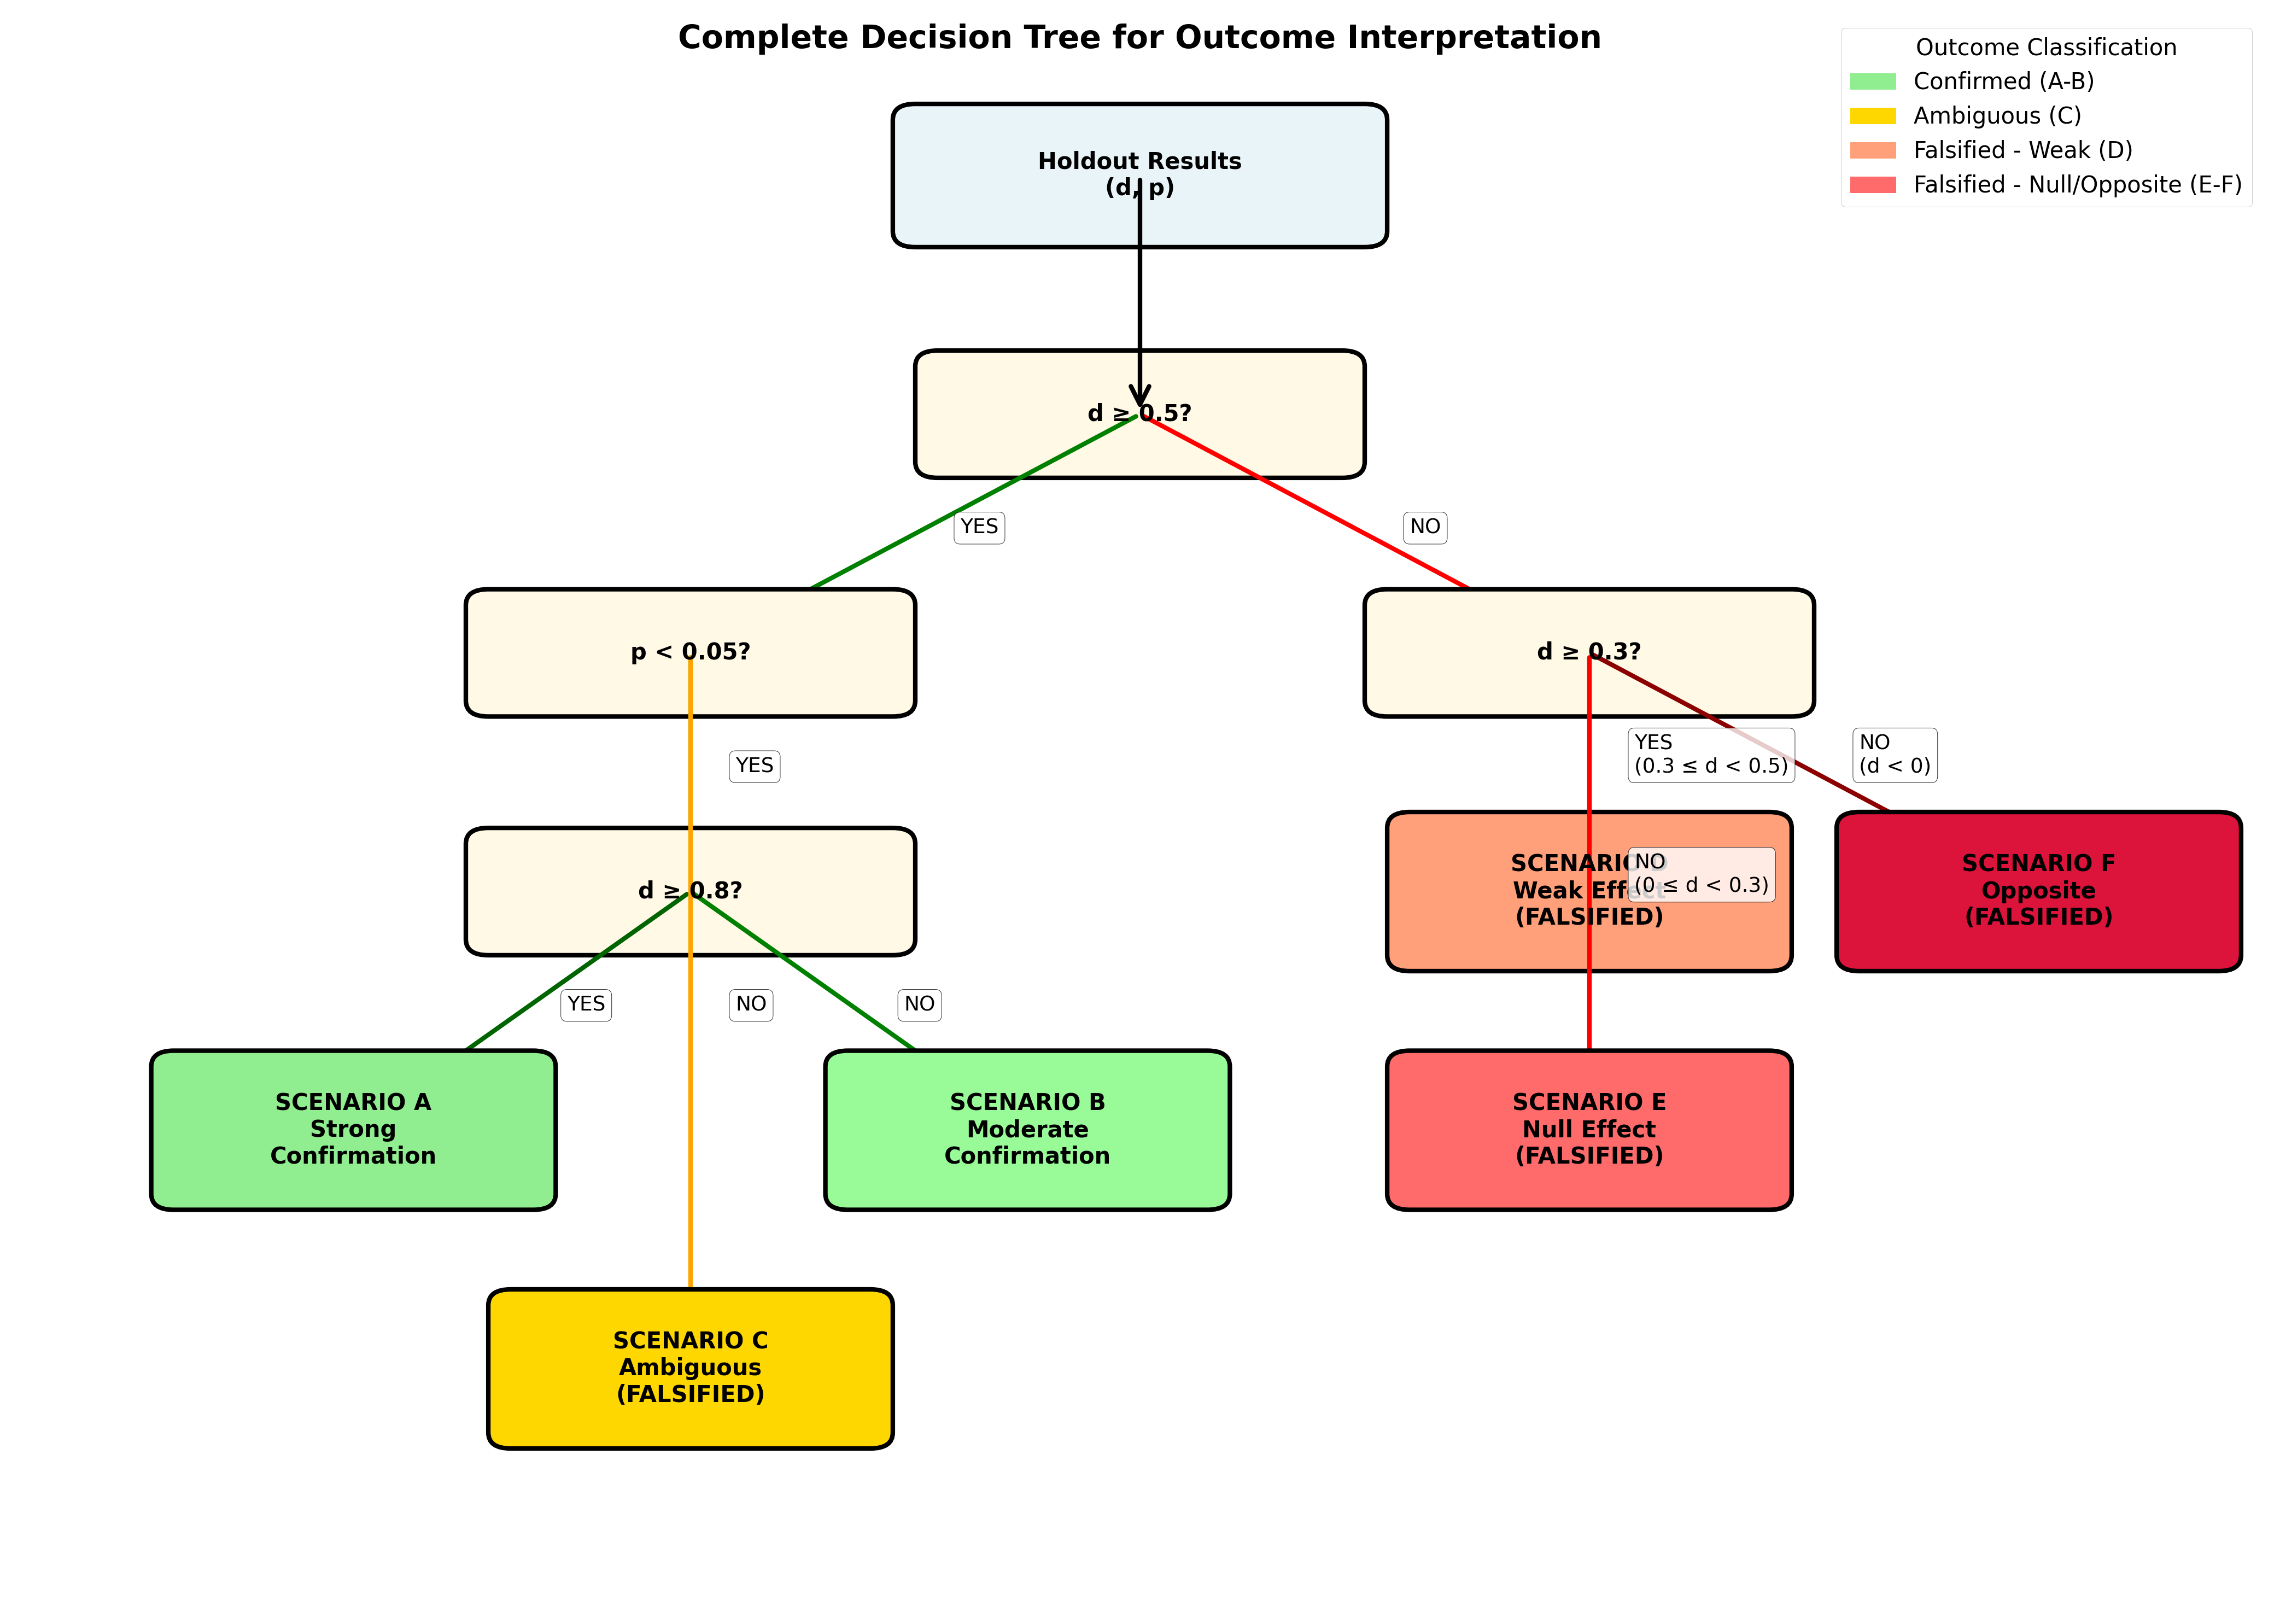 Complete Decision Tree for Outcome Interpretation
Outcome Classification
Confirmed (A-B)
Ambiguous (C)
Falsified - Weak (D)
Falsified - Null/Opposite (E-F)
Holdout Results
(d, p)
d ≥ 0.5?
YES
NO
p < 0.05?
d ≥ 0.3?
YES
YES
(0.3 ≤ d < 0.5)
NO
(d < 0)
d ≥ 0.8?
SCENARIO
Weak Effect
(FALSIFIED)
NO
(0 ≤ d < 0.3)
SCENARIO F
Opposite
(FALSIFIED)
YES
NO
NO
SCENARIO A
Strong
Confirmation
SCENARIO B
Moderate
Confirmation
SCENARIO E
Null Effect
(FALSIFIED)
SCENARIO C
Ambiguous
(FALSIFIED)